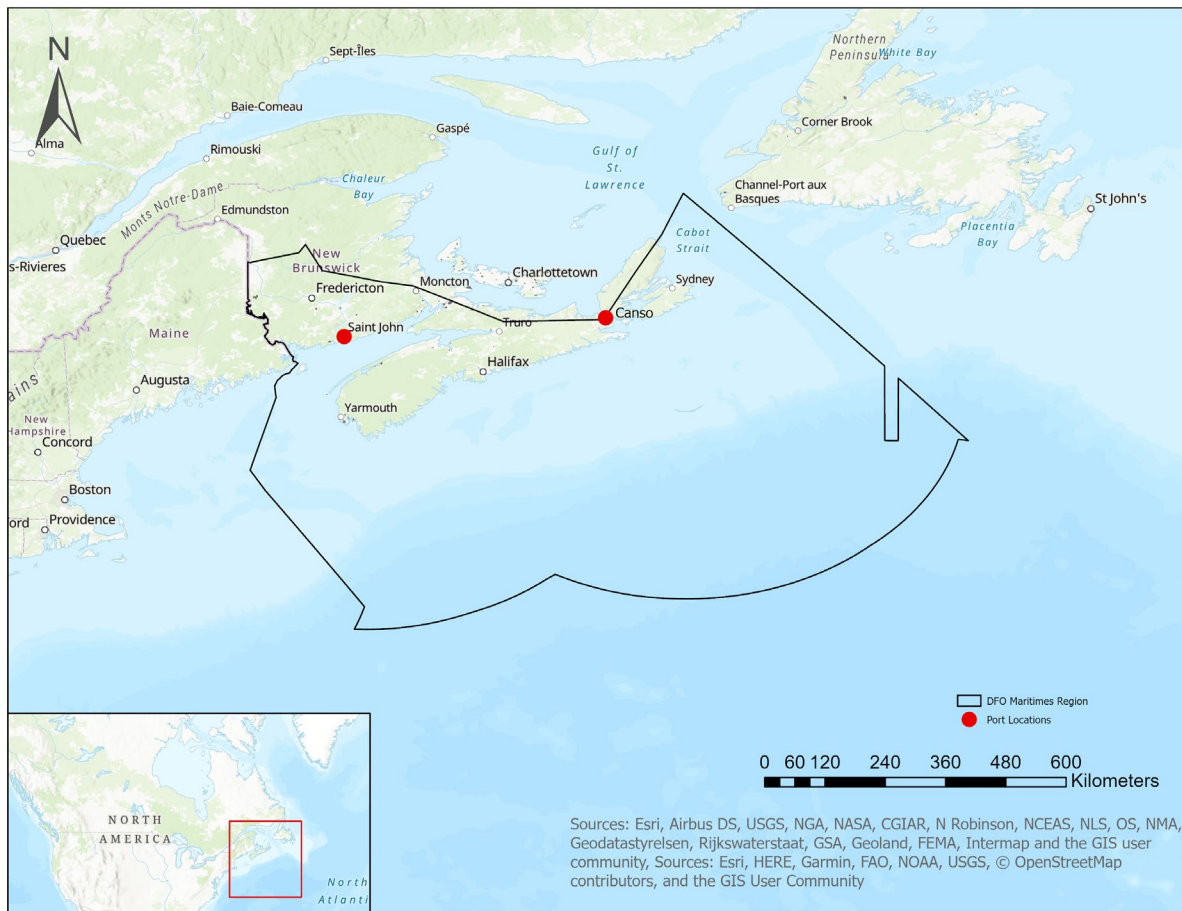 N
Sept-Îles
Northern
Peninsula
White Bay
Baie-Comeau
Corner Brook
Alma
Gaspé
Rimouski
Gulf of
St.
Lawrence
Chaleur
Bay
Channel-Port aux
Basques
Monts Notre-Dame
Edmundston
St John's
Placentia
Bay
Quebec
s-Rivieres
New
Brunswick
Cabot
Strait
Charlottetown
Sydney
Moncton
Fredericton
Canso
Maine
Saint John
Truro
Halifax
Augusta
ains
Yarmouth
New
Hampshire
Concord
Boston
Providence
ord
DFO Maritimes Region
Port Locations
0 60 120 240 360 480 600
Kilometers
NORTH
AMERICA
North
Atlanti
Sources: Esri, Airbus DS, USGS, NGA, NASA, CGIAR, N Robinson, NCEAS, NLS, OS, NMA,
Geodatastyrelsen, Rijkswaterstaat, GSA, Geoland, FEMA, Intermap and the GIS user
community, Sources: Esri, HERE, Garmin, FAO, NOAA, USGS, © OpenStreetMap
contributors, and the GIS User Community